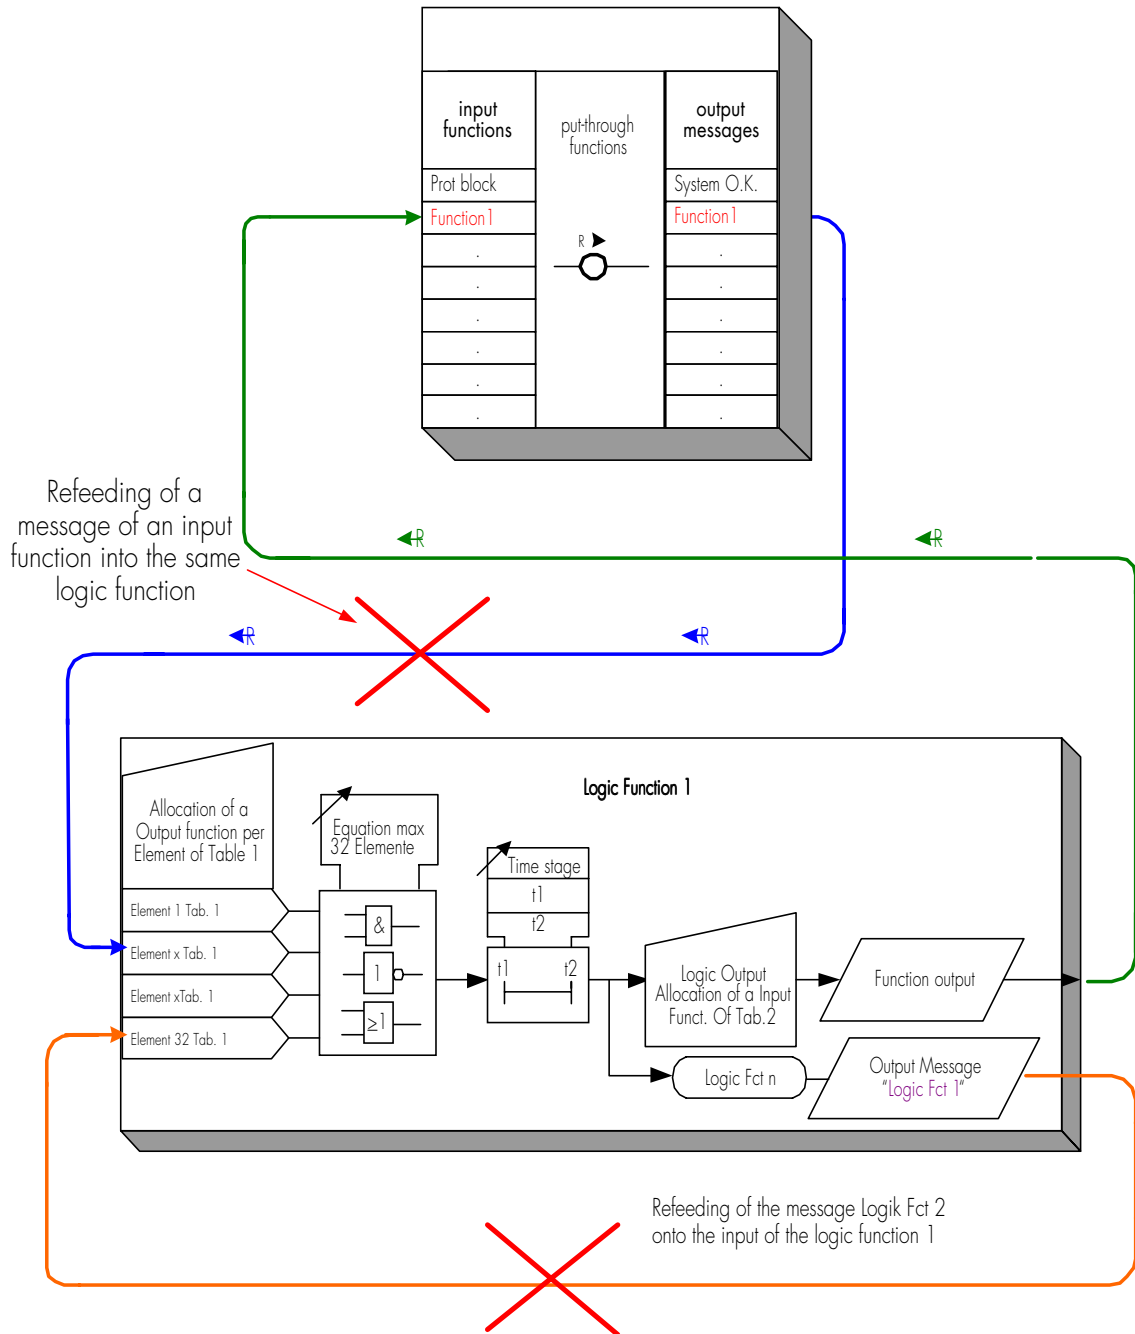 input
functions
put-through
functions
output
messages
Prot block
System O.K.
Function1
Function1
R
.
.
.
.
.
.
.
.
.
.
.
.
Refeeding of a
message of an input
function into the same
logic function
R
R
R
R
Logic Function 1
Allocation of a
Output function per
Element of Table 1
Equation max
32 Elemente
Time stage
t1
t2
Element 1 Tab. 1
Element x Tab. 1
Element xTab. 1
Element 32 Tab. 1
&
1
≥1
t1
t2
Logic Output
Allocation of a Input
Funct. Of Tab.2
Function output
Logic Fct n
Output Message
"Logic Fct 1"
Refeeding of the message Logik Fct 2
onto the input of the logic function 1